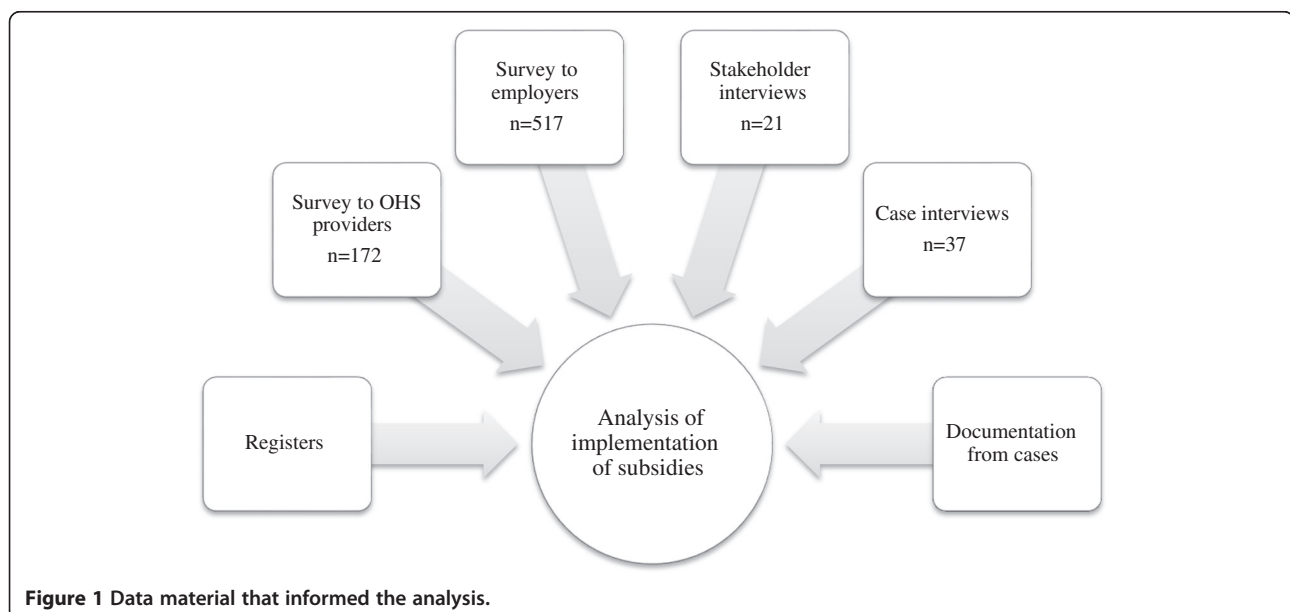 Survey to
employers
n=517
Stakeholder
interviews
n=21
Survey to OHS
providers
n=172
Case interviews
n=37
Registers
Analysis of
implementation
of subsidies
Documentation
from cases
Figure 1 Data material that informed the analysis.